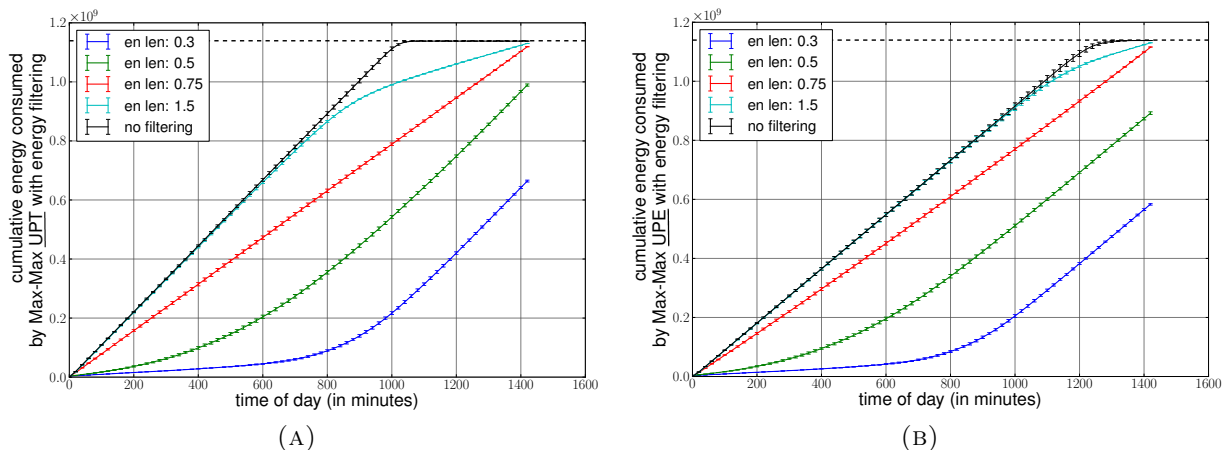 1.2 ×10⁹
1.0
0.8
0.6
0.4
0.2
0.0
cumulative energy consumed
by Max-Max UPT with energy filtering
en len: 0.3
en len: 0.5
en len: 0.75
en len: 1.5
no filtering
0 200 400 600 800 1000 1200 1400 1600
time of day (in minutes)
(A)
1.2 ×10⁹
1.0
0.8
0.6
0.4
0.2
0.0
cumulative energy consumed
by Max-Max UPE with energy filtering
en len: 0.3
en len: 0.5
en len: 0.75
en len: 1.5
no filtering
0 200 400 600 800 1000 1200 1400 1600
time of day (in minutes)
(B)